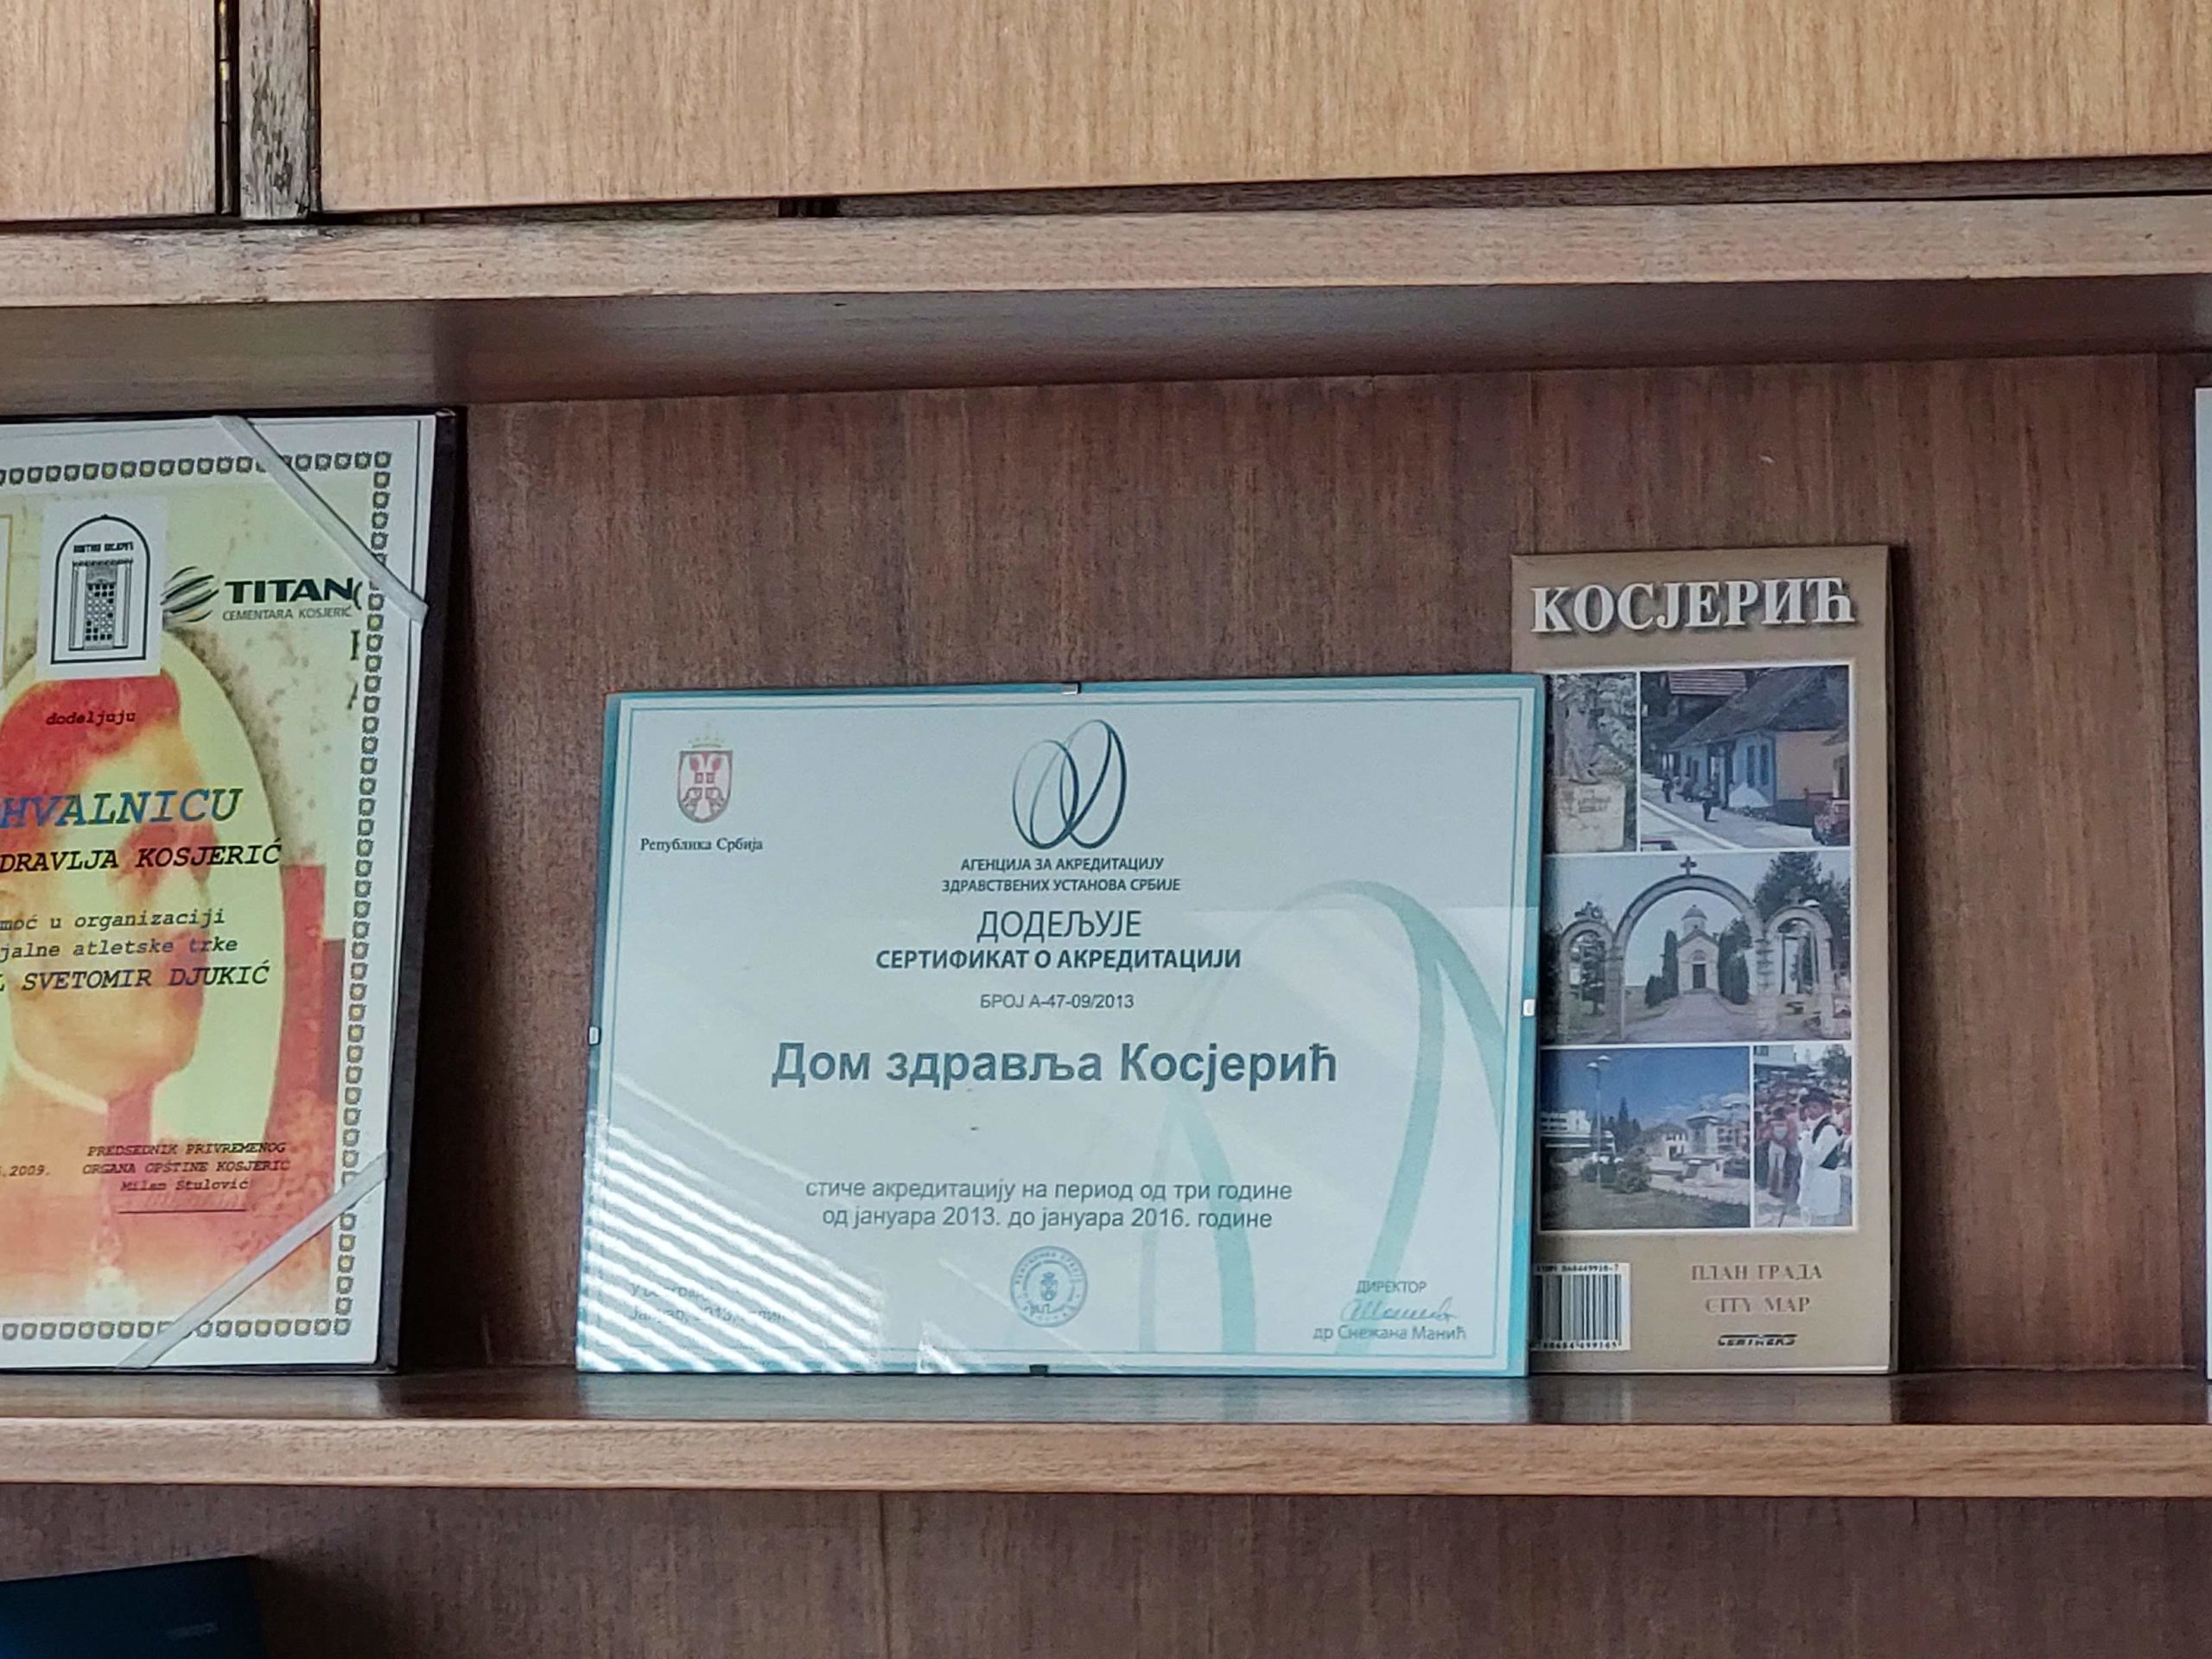 TITAN
CEMENTARA KOSJERIĆ
dodeljuju
HVALNICU
DRAVLJA KOSJERIĆ
moć u organizaciji
jalne atletske trke
SVETOMIR DJUKIĆ
PREDSEDNIK PRIVREMENOG
.2009. ORGANA OPŠTINE KOSJERIĆ
Milan Stulović
Република Србија
АГЕНЦИЈА ЗА АКРЕДИТАЦИЈУ
ЗДРАВСТВЕНИХ УСТАНОВА СРБИЈЕ
ДОДЕЉУЈЕ
СЕРТИФИКАТ О АКРЕДИТАЦИЈИ
БРОЈ А-47-09/2013
Дом здравља Косјерић
стиче акредитацију на период од три године
од јануара 2013. до јануара 2016. године
ДИРЕКТОР
др Снежана Манић
КОСЈЕРИЋ
ПЛАН ГРАДА
CITY MAP